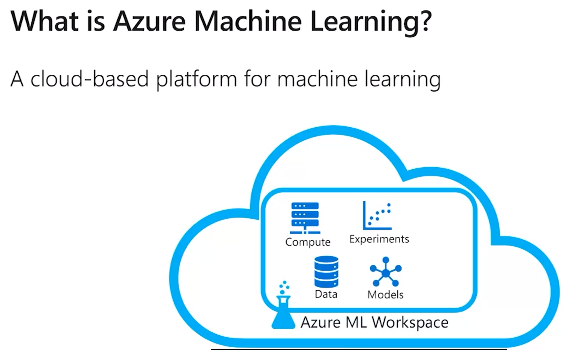 What is Azure Machine Learning?
A cloud-based platform for machine learning
Compute
Experiments
Data
Models
Azure ML Workspace